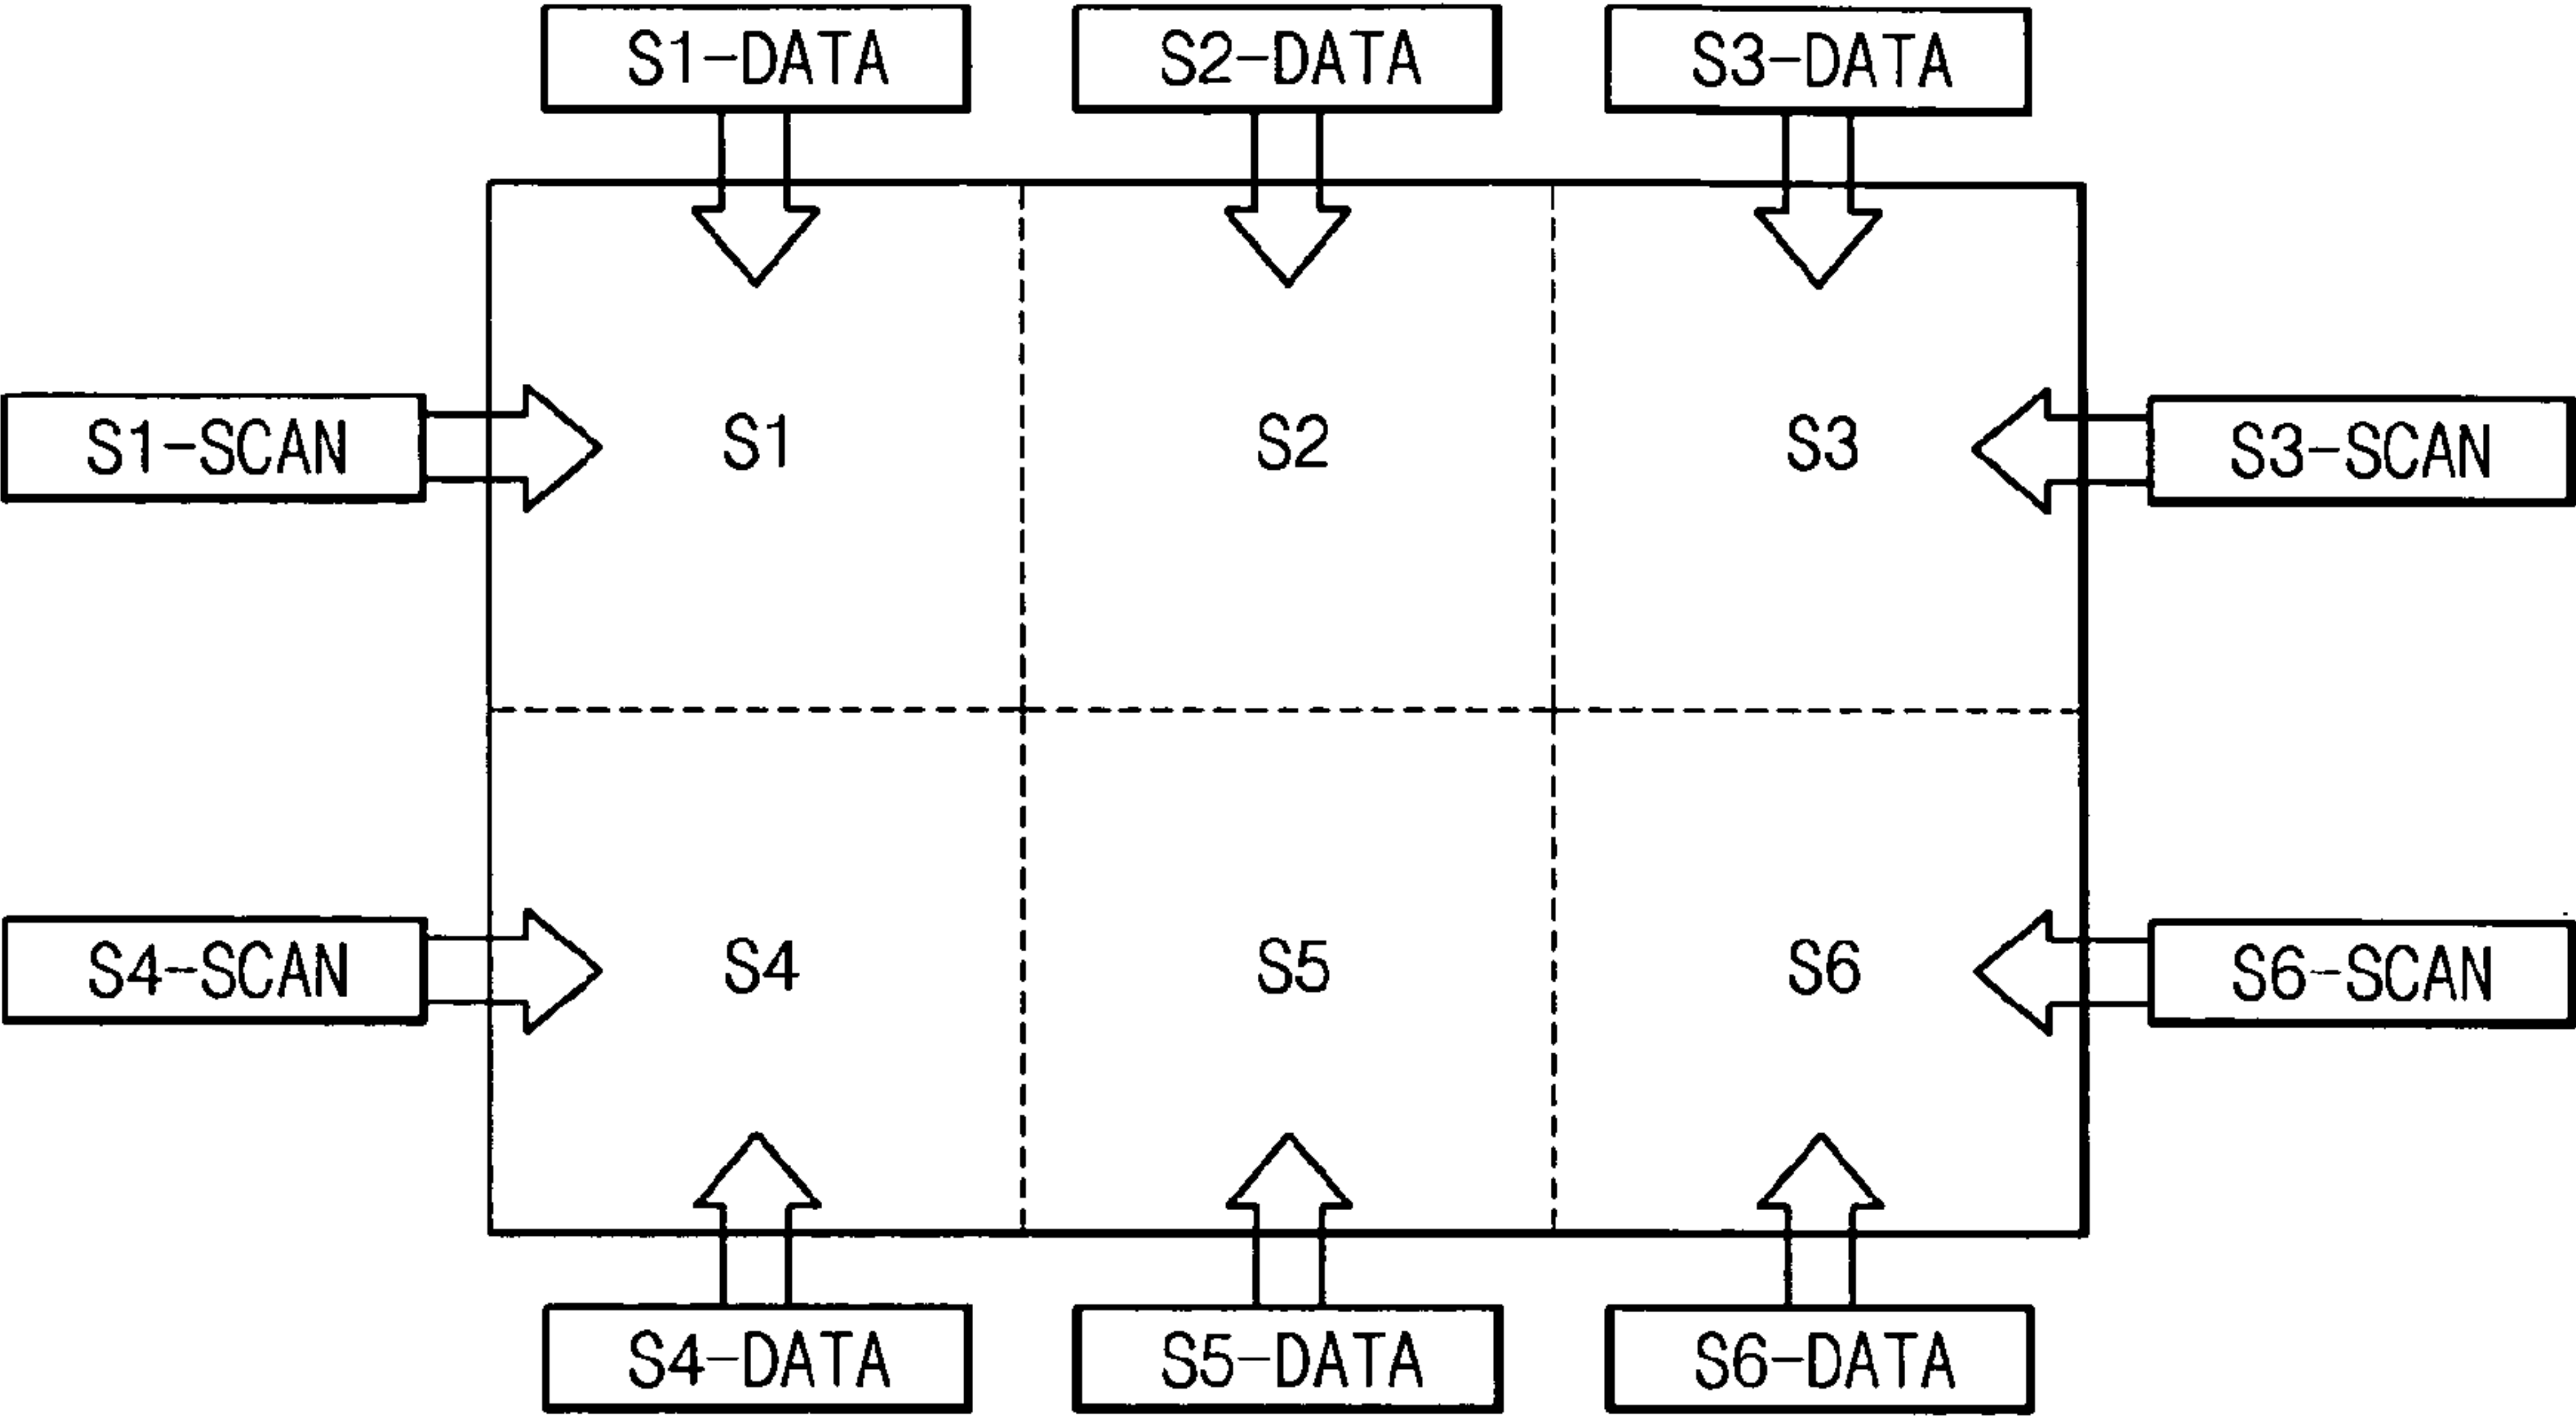 S1-DATA
S2-DATA
S3-DATA
S1-SCAN
S1
S2
S3
S3-SCAN
S4-SCAN
S4
S5
S6
S6-SCAN
S4-DATA
S5-DATA
S6-DATA